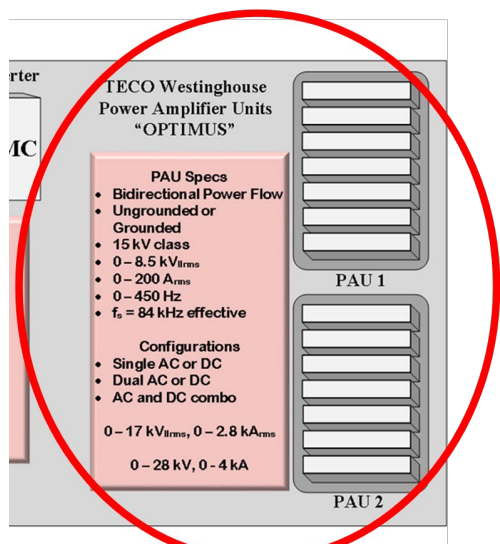 erter
MC
TECO Westinghouse
Power Amplifier Units
“OPTIMUS”
PAU Specs
• Bidirectional Power Flow
• Ungrounded or
Grounded
• 15 kV class
• 0 – 8.5 kVllrms
• 0 – 200 Arms
• 0 – 450 Hz
• fs = 84 kHz effective
Configurations
• Single AC or DC
• Dual AC or DC
• AC and DC combo
0 – 17 kVllrms, 0 – 2.8 kArms
0 – 28 kV, 0 - 4 kA
PAU 1
PAU 2